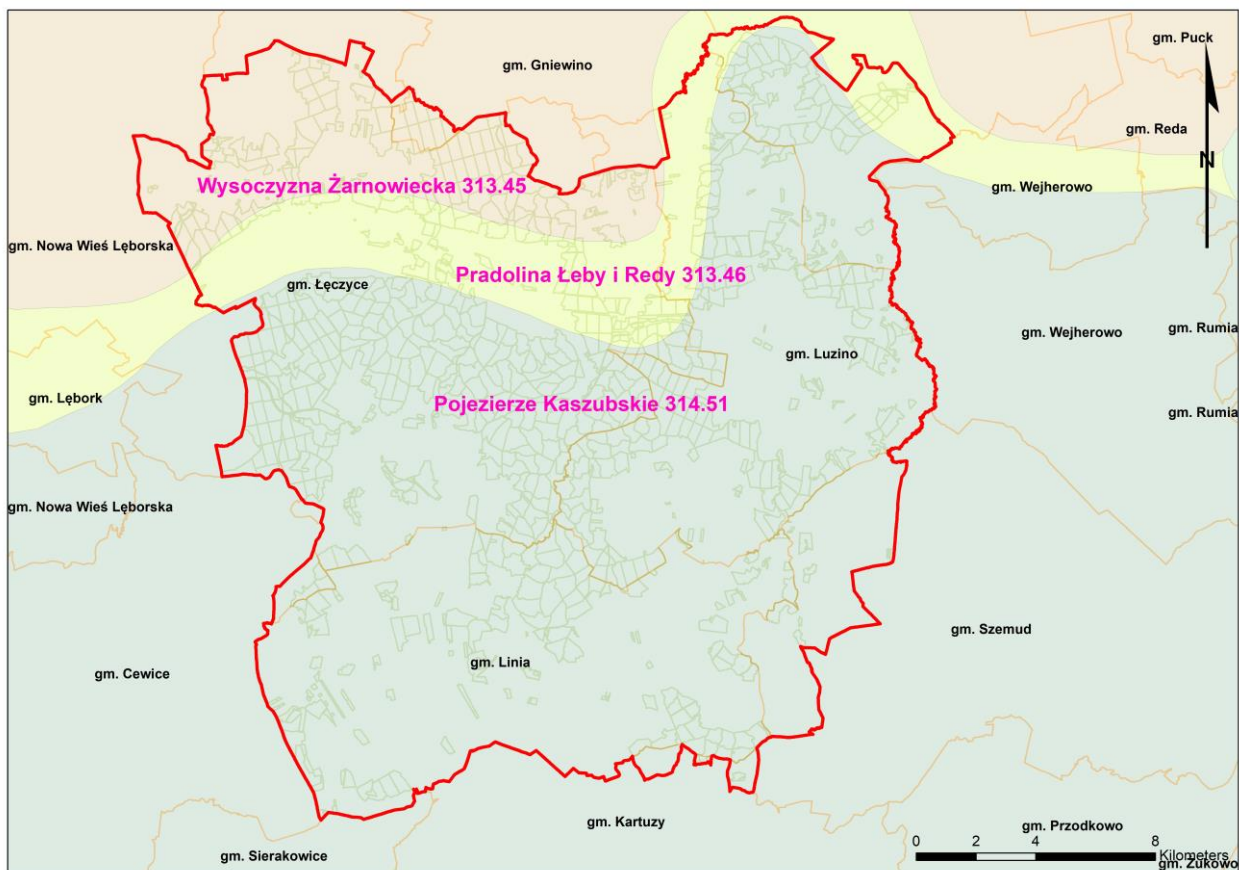 gm. Puck
gm. Gniewino
gm. Reda
N
Wysoczyzna Żarnowiecka 313.45
gm. Wejherowo
gm. Nowa Wieś Lęborska
Pradolina Łeby i Redy 313.46
gm. Łęczyce
gm. Wejherowo
gm. Rumia
gm. Luzino
gm. Lębork
Pojezierze Kaszubskie 314.51
gm. Rumia
gm. Nowa Wieś Lęborska
gm. Szemud
gm. Linia
gm. Cewice
gm. Kartuzy
gm. Przodkowo
0 2 4 8
Kilometers
gm. Sierakowice
gm. Żukowo